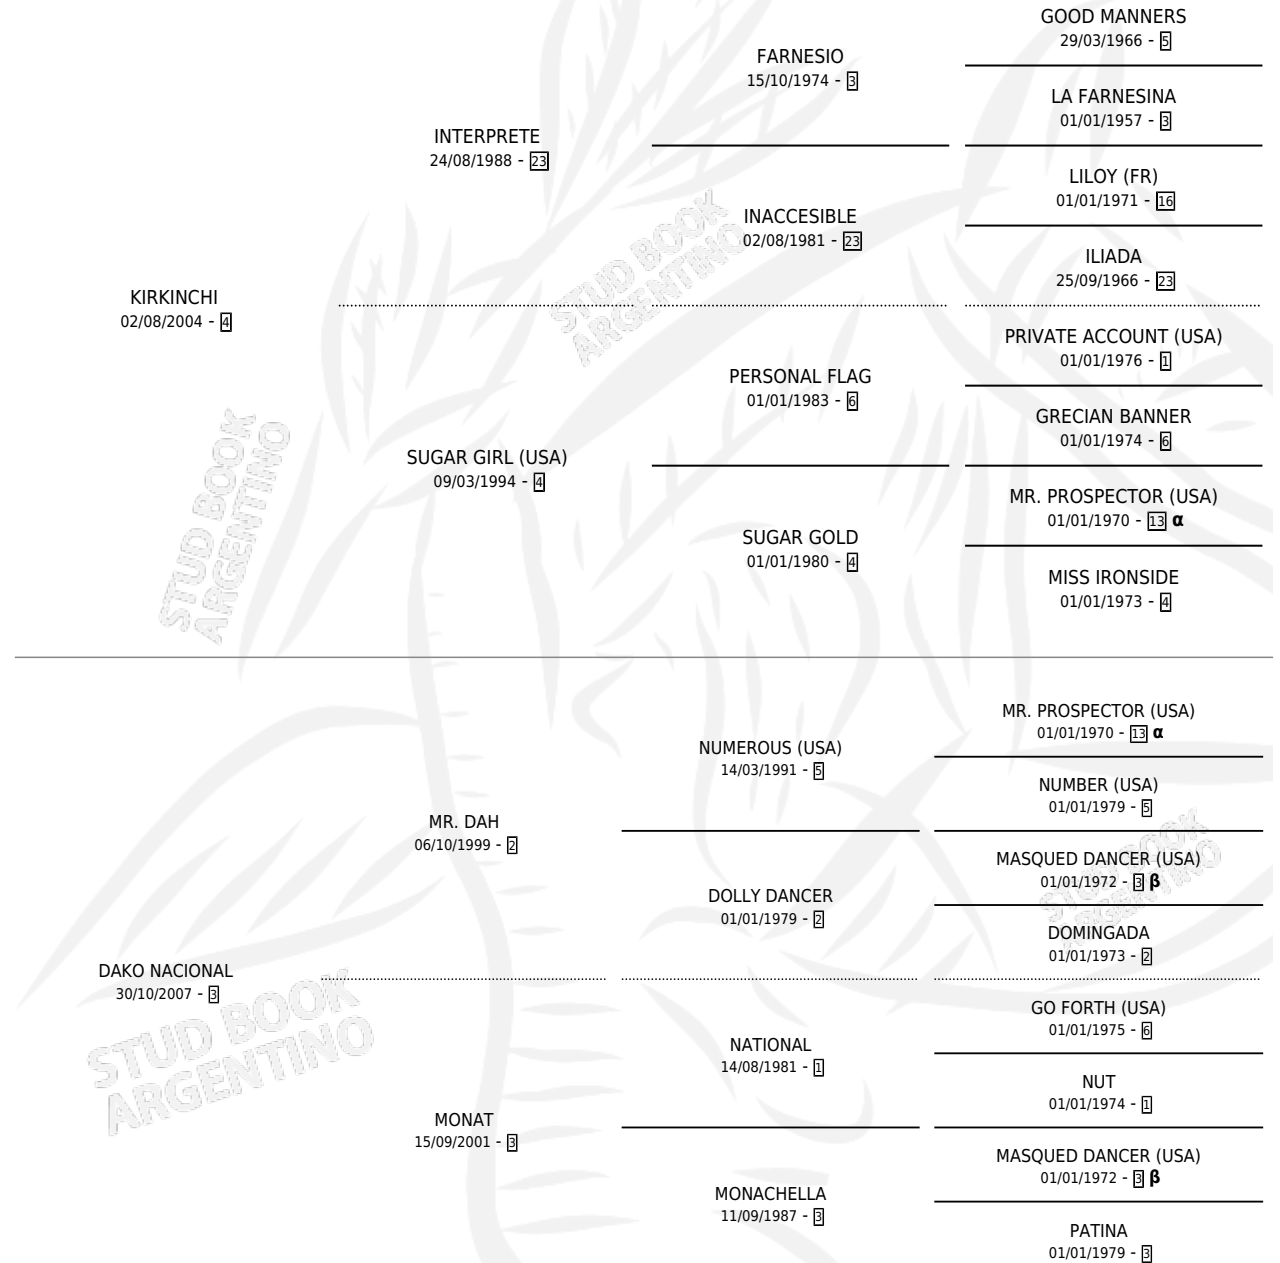 GOOD MANNERS
29/03/1966 - 5
FARNESIO
15/10/1974 - 3
LA FARNESINA
01/01/1957 - 3
INTERPRETE
24/08/1988 - 23
LILOY (FR)
01/01/1971 - 16
INACCESIBLE
02/08/1981 - 23
ILIADA
25/09/1966 - 23
KIRKINCHI
02/08/2004 - 4
PRIVATE ACCOUNT (USA)
01/01/1976 - 1
PERSONAL FLAG
01/01/1983 - 6
GRECIAN BANNER
01/01/1974 - 6
SUGAR GIRL (USA)
09/03/1994 - 4
MR. PROSPECTOR (USA)
01/01/1970 - 13 α
SUGAR GOLD
01/01/1980 - 4
MISS IRONSIDE
01/01/1973 - 4
MR. PROSPECTOR (USA)
01/01/1970 - 13 α
NUMEROUS (USA)
14/03/1991 - 5
NUMBER (USA)
01/01/1979 - 5
MR. DAH
06/10/1999 - 2
MASQUED DANCER (USA)
01/01/1972 - 3 β
DOLLY DANCER
01/01/1979 - 2
DOMINGADA
01/01/1973 - 2
DAKO NACIONAL
30/10/2007 - 3
GO FORTH (USA)
01/01/1975 - 6
NATIONAL
14/08/1981 - 1
NUT
01/01/1974 - 1
MONAT
15/09/2001 - 3
MASQUED DANCER (USA)
01/01/1972 - 3 β
MONACHELLA
11/09/1987 - 3
PATINA
01/01/1979 - 3
STUD BOOK
ARGENTINO
STUD BOOK
ARGENTINO
STUD BOOK
ARGENTINO
STUD BOOK
ARGENTINO